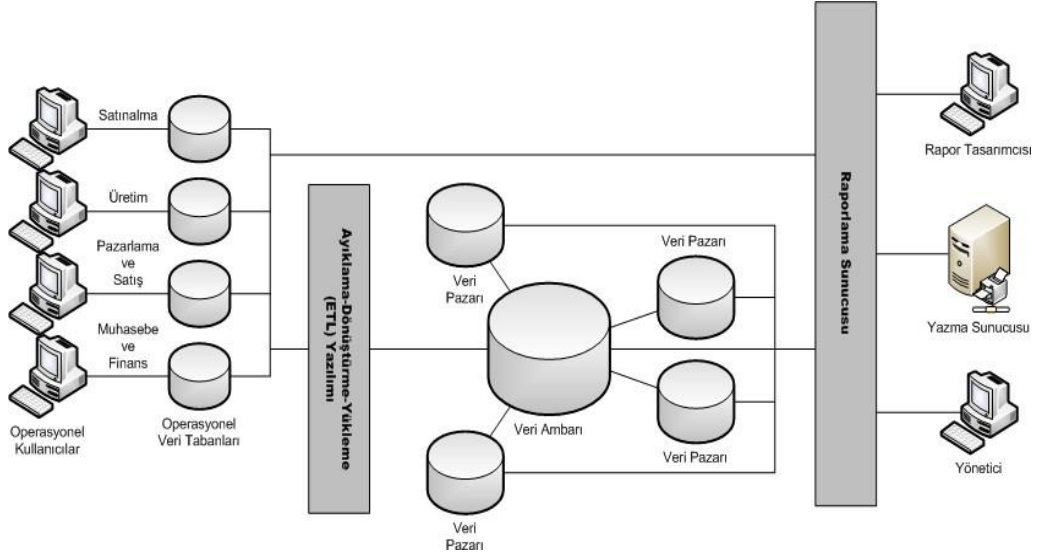 Satınalma
Üretim
Pazarlama
ve
Satış
Muhasebe
ve
Finans
Operasyonel
Kullanıcılar
Operasyonel
Veri Tabanları
Ayıklama-Dönüştürme-Yükleme
(ETL) Yazılımı
Veri
Pazarı
Veri Pazarı
Veri Ambarı
Veri Pazarı
Veri
Pazarı
Raporlama Sunucusu
Rapor Tasarımcısı
Yazma Sunucusu
Yönetici